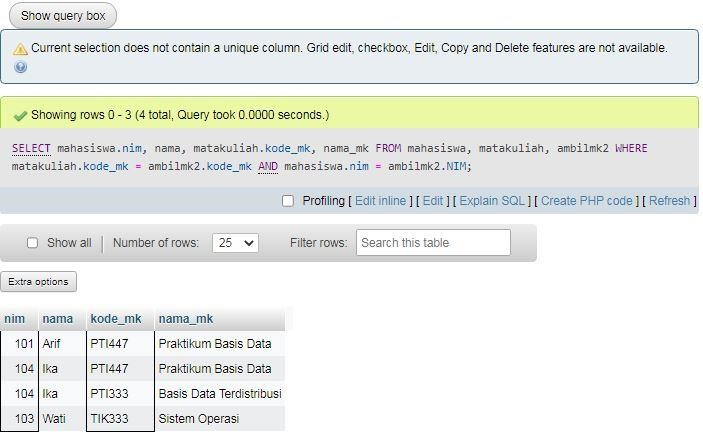 Show query box
Current selection does not contain a unique column. Grid edit, checkbox, Edit, Copy and Delete features are not available.
Showing rows 0 - 3 (4 total, Query took 0.0000 seconds.)
SELECT mahasiswa.nim, nama, matakuliah.kode_mk, nama_mk FROM mahasiswa, matakuliah, ambilmk2 WHERE
matakuliah.kode_mk = ambilmk2.kode_mk AND mahasiswa.nim = ambilmk2.NIM;
Profiling [ Edit inline ] [ Edit ] [ Explain SQL ] [ Create PHP code ] [ Refresh ]
Show all Number of rows: 25 Filter rows: Search this table
Extra options
nim nama kode_mk nama_mk
101 Arif PTI447 Praktikum Basis Data
104 Ika PTI447 Praktikum Basis Data
104 Ika PTI333 Basis Data Terdistribusi
103 Wati TIK333 Sistem Operasi